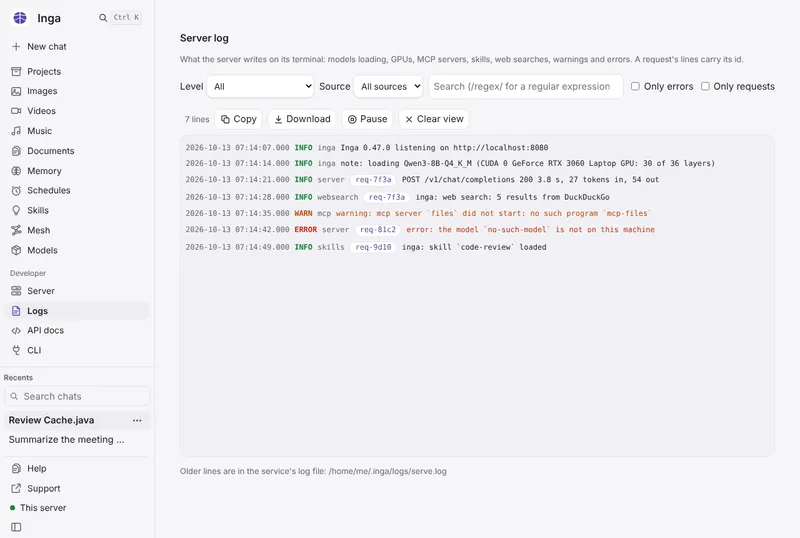 Inga
Ctrl K
New chat
Projects
Images
Videos
Music
Documents
Memory
Schedules
Skills
Mesh
Models
Developer
Server
Logs
API docs
CLI
Recents
Search chats
Review Cache.java ...
Summarize the meeting ...
Help
Support
This server
Server log
What the server writes on its terminal: models loading, GPUs, MCP servers, skills, web searches, warnings and errors. A request's lines carry its id.
Level All Source All sources Search (/regex/ for a regular expression Only errors Only requests
7 lines Copy Download Pause Clear view
2026-10-13 07:14:07.000 INFO inga Inga 0.47.0 listening on http://localhost:8080
2026-10-13 07:14:14.000 INFO inga note: loading Qwen3-8B-Q4_K_M (CUDA 0 GeForce RTX 3060 Laptop GPU: 30 of 36 layers)
2026-10-13 07:14:21.000 INFO server req-7f3a POST /v1/chat/completions 200 3.8 s, 27 tokens in, 54 out
2026-10-13 07:14:28.000 INFO websearch req-7f3a inga: web search: 5 results from DuckDuckGo
2026-10-13 07:14:35.000 WARN mcp warning: mcp server `files` did not start: no such program `mcp-files`
2026-10-13 07:14:42.000 ERROR server req-81c2 error: the model `no-such-model` is not on this machine
2026-10-13 07:14:49.000 INFO skills req-9d10 inga: skill `code-review` loaded
Older lines are in the service's log file: /home/me/.inga/logs/serve.log